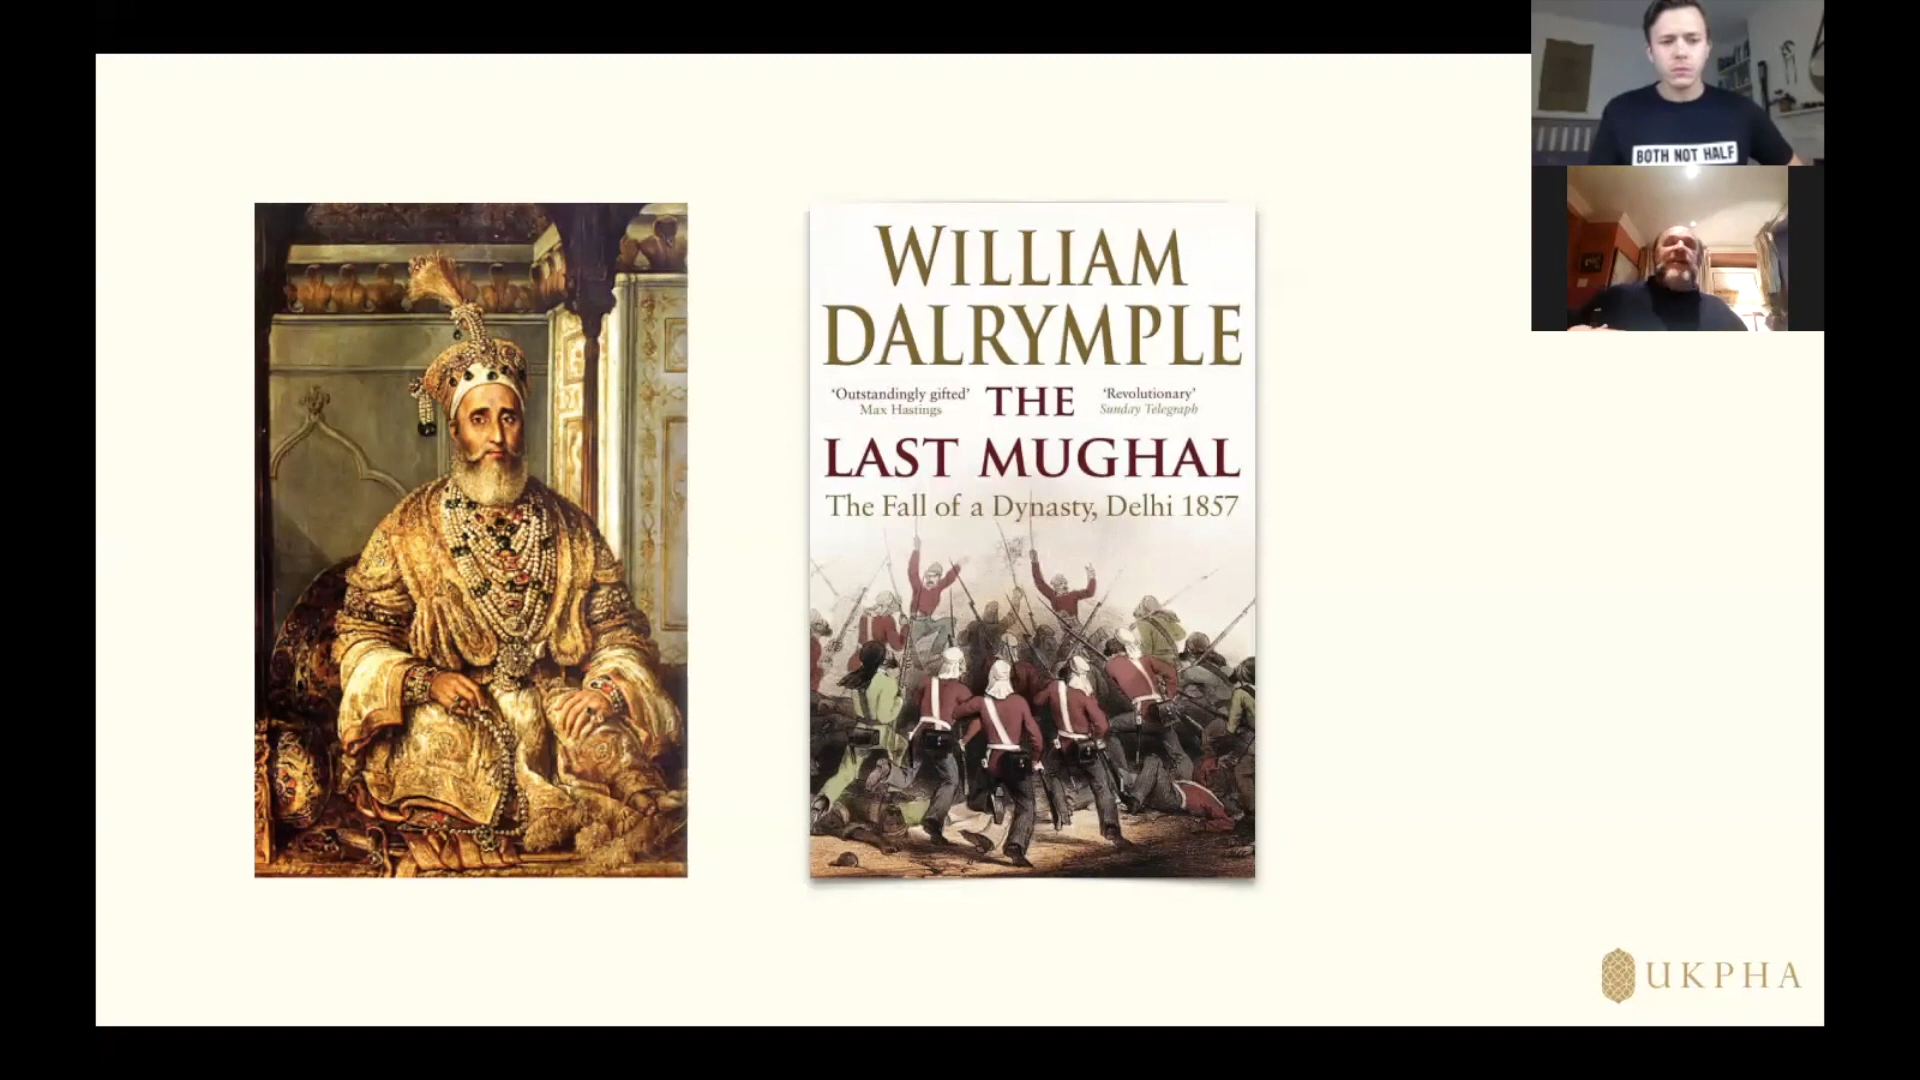 BOTH NOT HALF
WILLIAM
DALRYMPLE
'Outstandingly gifted'
Max Hastings
THE
'Revolutionary'
Sunday Telegraph
LAST MUGHAL
The Fall of a Dynasty, Delhi 1857
UKPHA